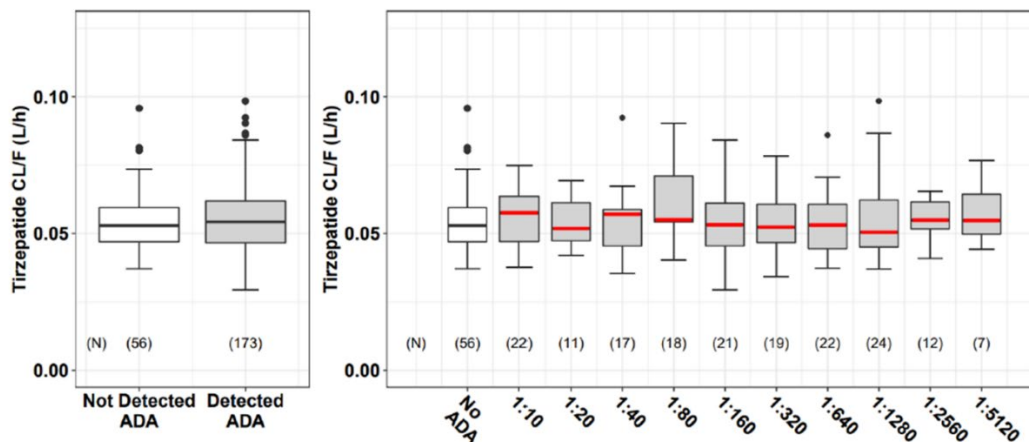 Tirzepatide CL/F (L/h)
0.10
0.05
0.00
(N) (56) (173)
Not Detected ADA
Detected ADA
Tirzepatide CL/F (L/h)
0.10
0.05
0.00
(N) (56) (22) (11) (17) (18) (21) (19) (22) (24) (12) (7)
No ADA
1:10
1:20
1:40
1:80
1:160
1:320
1:640
1:1280
1:2560
1:5120